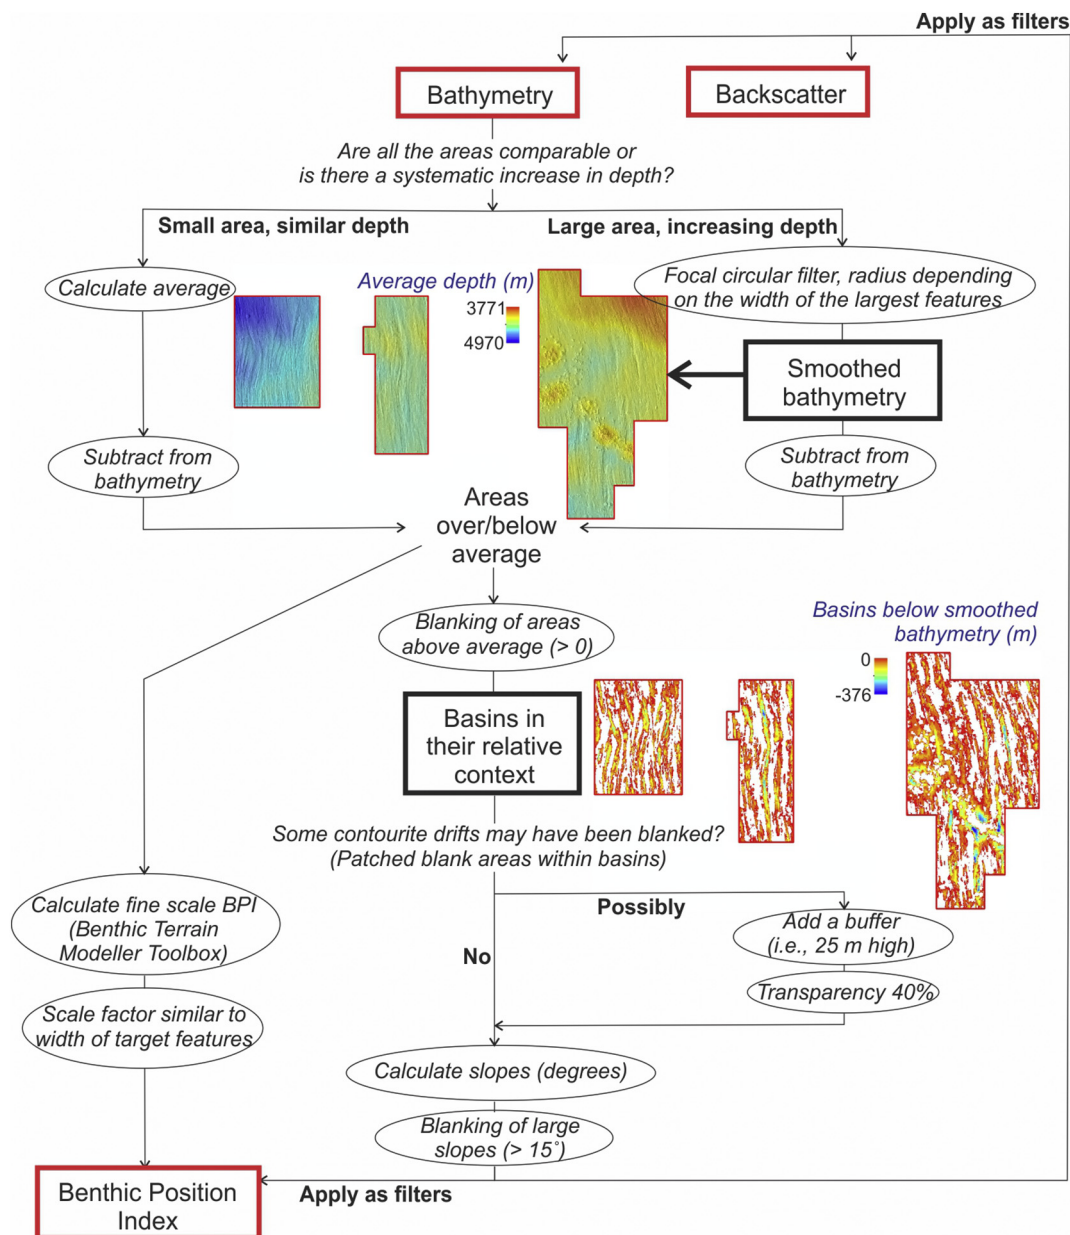 Apply as filters
Bathymetry
Backscatter
Are all the areas comparable or
is there a systematic increase in depth?
Small area, similar depth
Large area, increasing depth
Calculate average
Average depth (m)
3771
4970
Focal circular filter, radius depending
on the width of the largest features
Smoothed
bathymetry
Subtract from
bathymetry
Subtract from
bathymetry
Areas
over/below
average
Blanking of areas
above average (> 0)
Basins below smoothed
bathymetry (m)
0
-376
Basins in
their relative
context
Some contourite drifts may have been blanked?
(Patched blank areas within basins)
Possibly
No
Add a buffer
(i.e., 25 m high)
Transparency 40%
Calculate fine scale BPI
(Benthic Terrain
Modeller Toolbox)
Scale factor similar to
width of target features
Calculate slopes (degrees)
Blanking of large
slopes (> 15˚)
Apply as filters
Benthic Position
Index